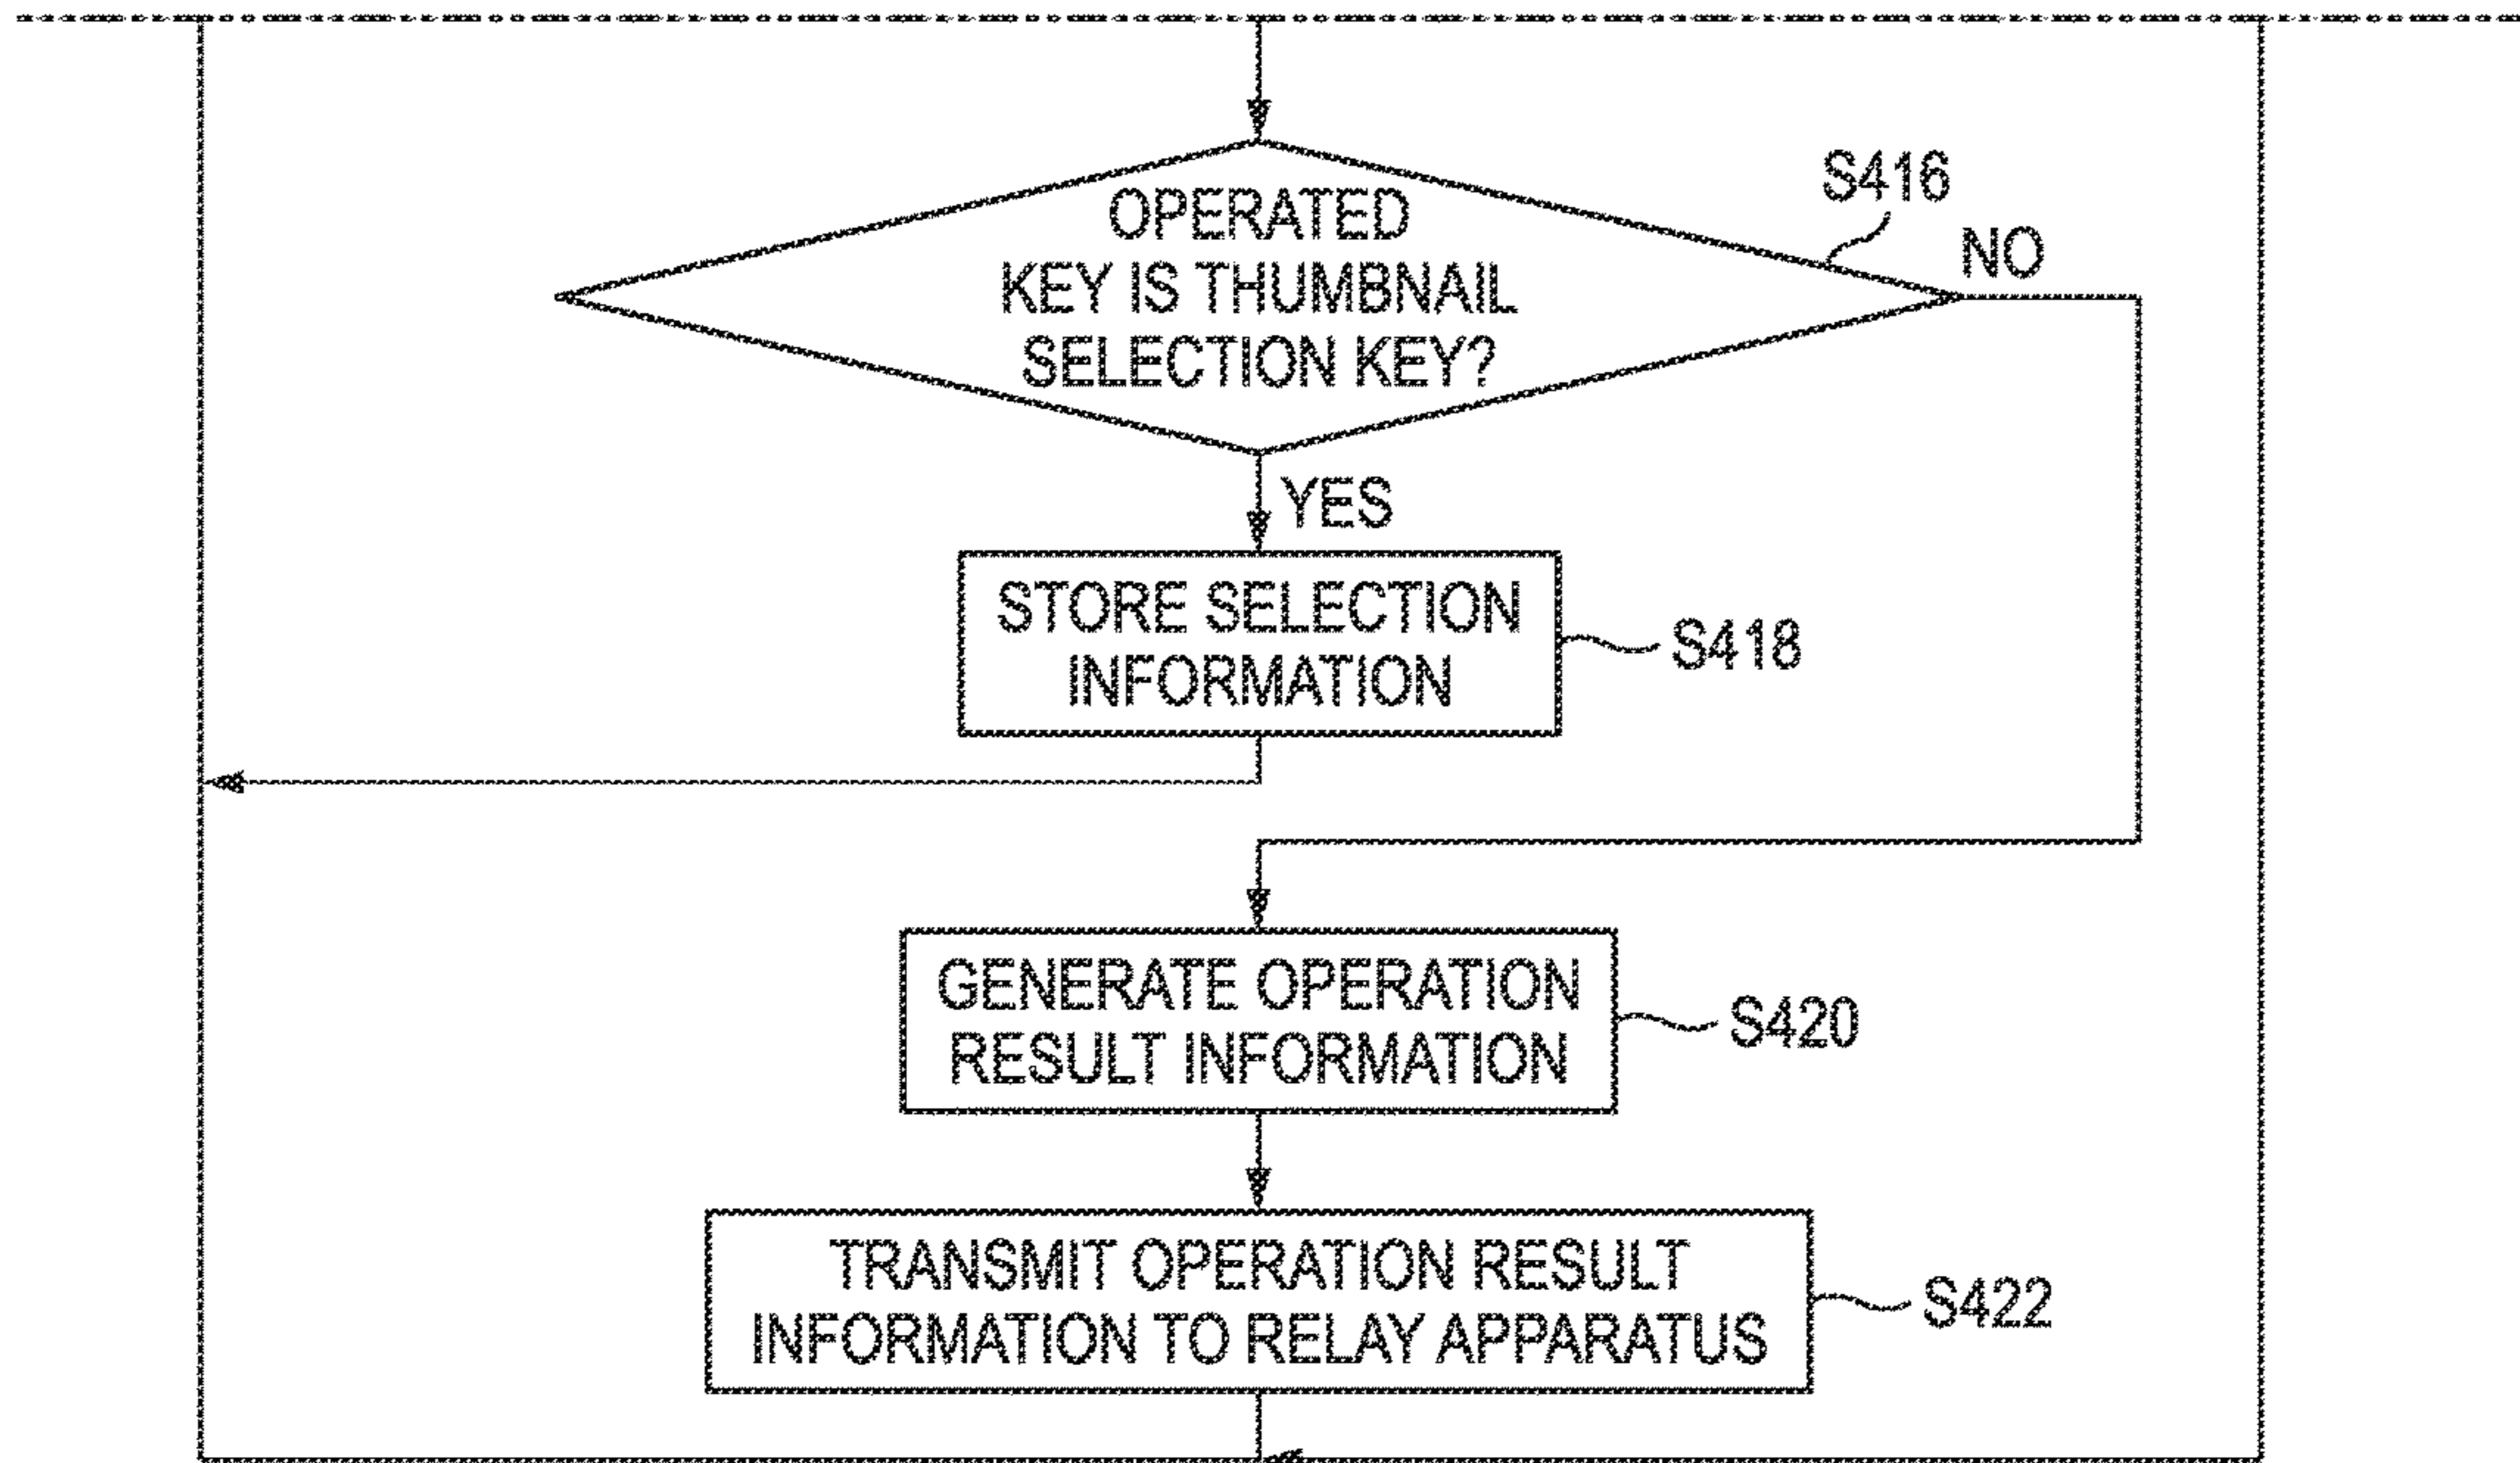 S416
OPERATED
KEY IS THUMBNAIL
SELECTION KEY?
NO
YES
STORE SELECTION
INFORMATION
S418
GENERATE OPERATION
RESULT INFORMATION
S420
TRANSMIT OPERATION RESULT
INFORMATION TO RELAY APPARATUS
S422